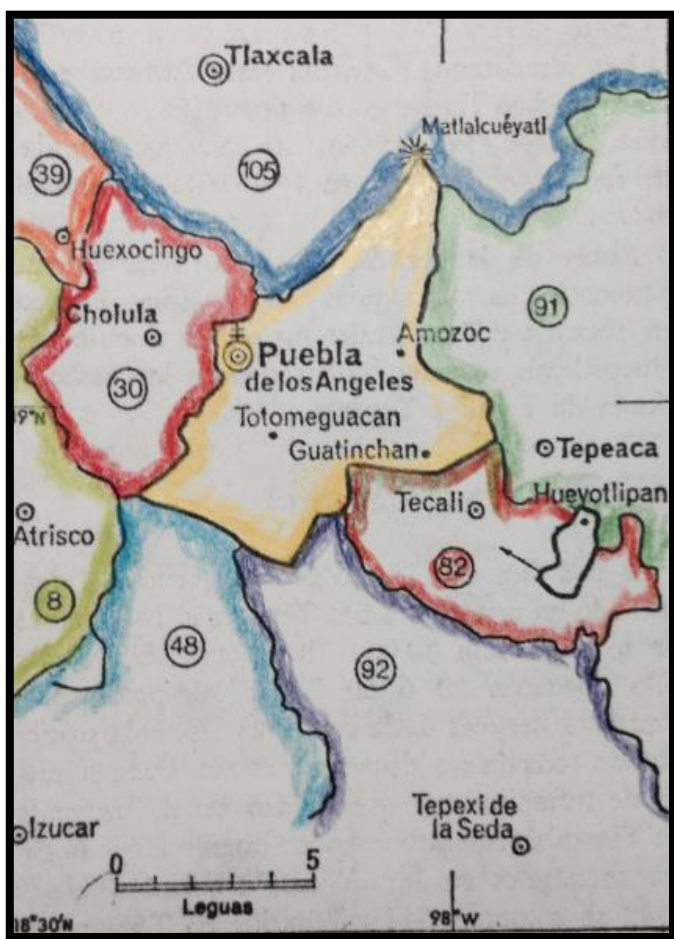 Tlaxcala
Matlalcuéyatl
39
105
Huexocingo
91
Cholula
Amozoc
Puebla
de los Angeles
30
19°N
Totomeguacan
Guatinchan
Tepeaca
Tecali
Hueyotlipan
Atrisco
82
8
48
92
Tepexi de
la Seda
Izucar
0 5
Leguas
18°30'N
98°W